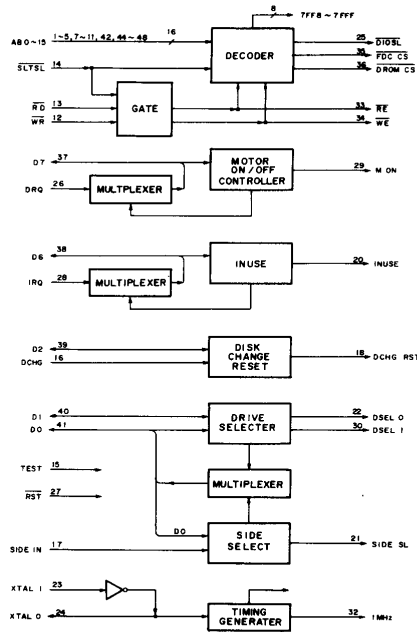 8 7FF8~7FFF
AB0~15 1~5,7~11,42,44~48 16 DECODER 25 DIOSL
35 FDC CS
SLTSL 14 36 DROM CS
GATE
RD 13 33 RE
WR 12 34 WE
D7 37 MOTOR ON/OFF CONTROLLER 29 M ON
DRQ 26 MULTPLEXER
D6 38 INUSE 20 INUSE
IRQ 28 MULTIPLEXER
D2 39 DISK CHANGE RESET 18 DCHG RST
DCHG 16
D1 40 DRIVE SELECTER 22 DSEL 0
D0 41 30 DSEL 1
TEST 15 MULTIPLEXER
RST 27
D0 SIDE SELECT 21 SIDE SL
SIDE IN 17
XTAL I 23
XTAL O 24 TIMING GENERATER 32 1MHz